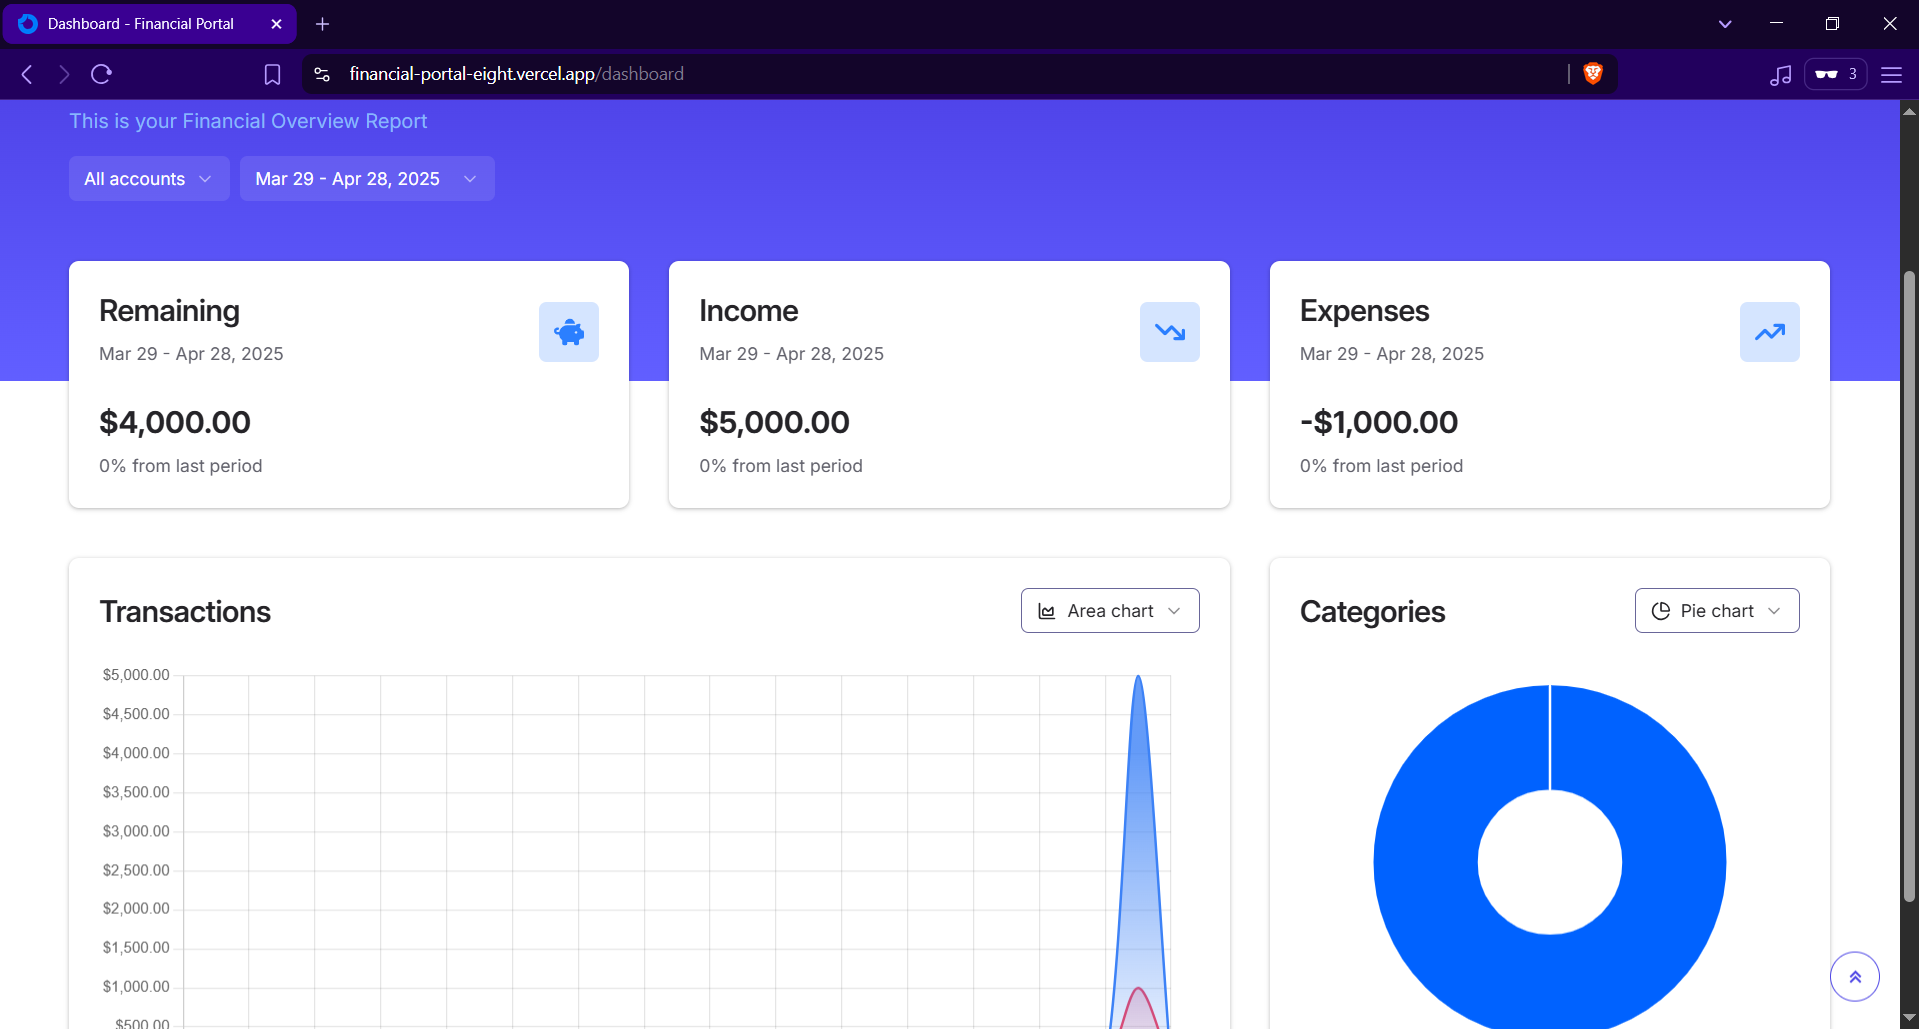 Dashboard - Financial Portal
financial-portal-eight.vercel.app/dashboard
3
This is your Financial Overview Report
All accounts
Mar 29 - Apr 28, 2025
Remaining
Mar 29 - Apr 28, 2025
$4,000.00
0% from last period
Income
Mar 29 - Apr 28, 2025
$5,000.00
0% from last period
Expenses
Mar 29 - Apr 28, 2025
-$1,000.00
0% from last period
Transactions
Area chart
$5,000.00
$4,500.00
$4,000.00
$3,500.00
$3,000.00
$2,500.00
$2,000.00
$1,500.00
$1,000.00
$500.00
Categories
Pie chart